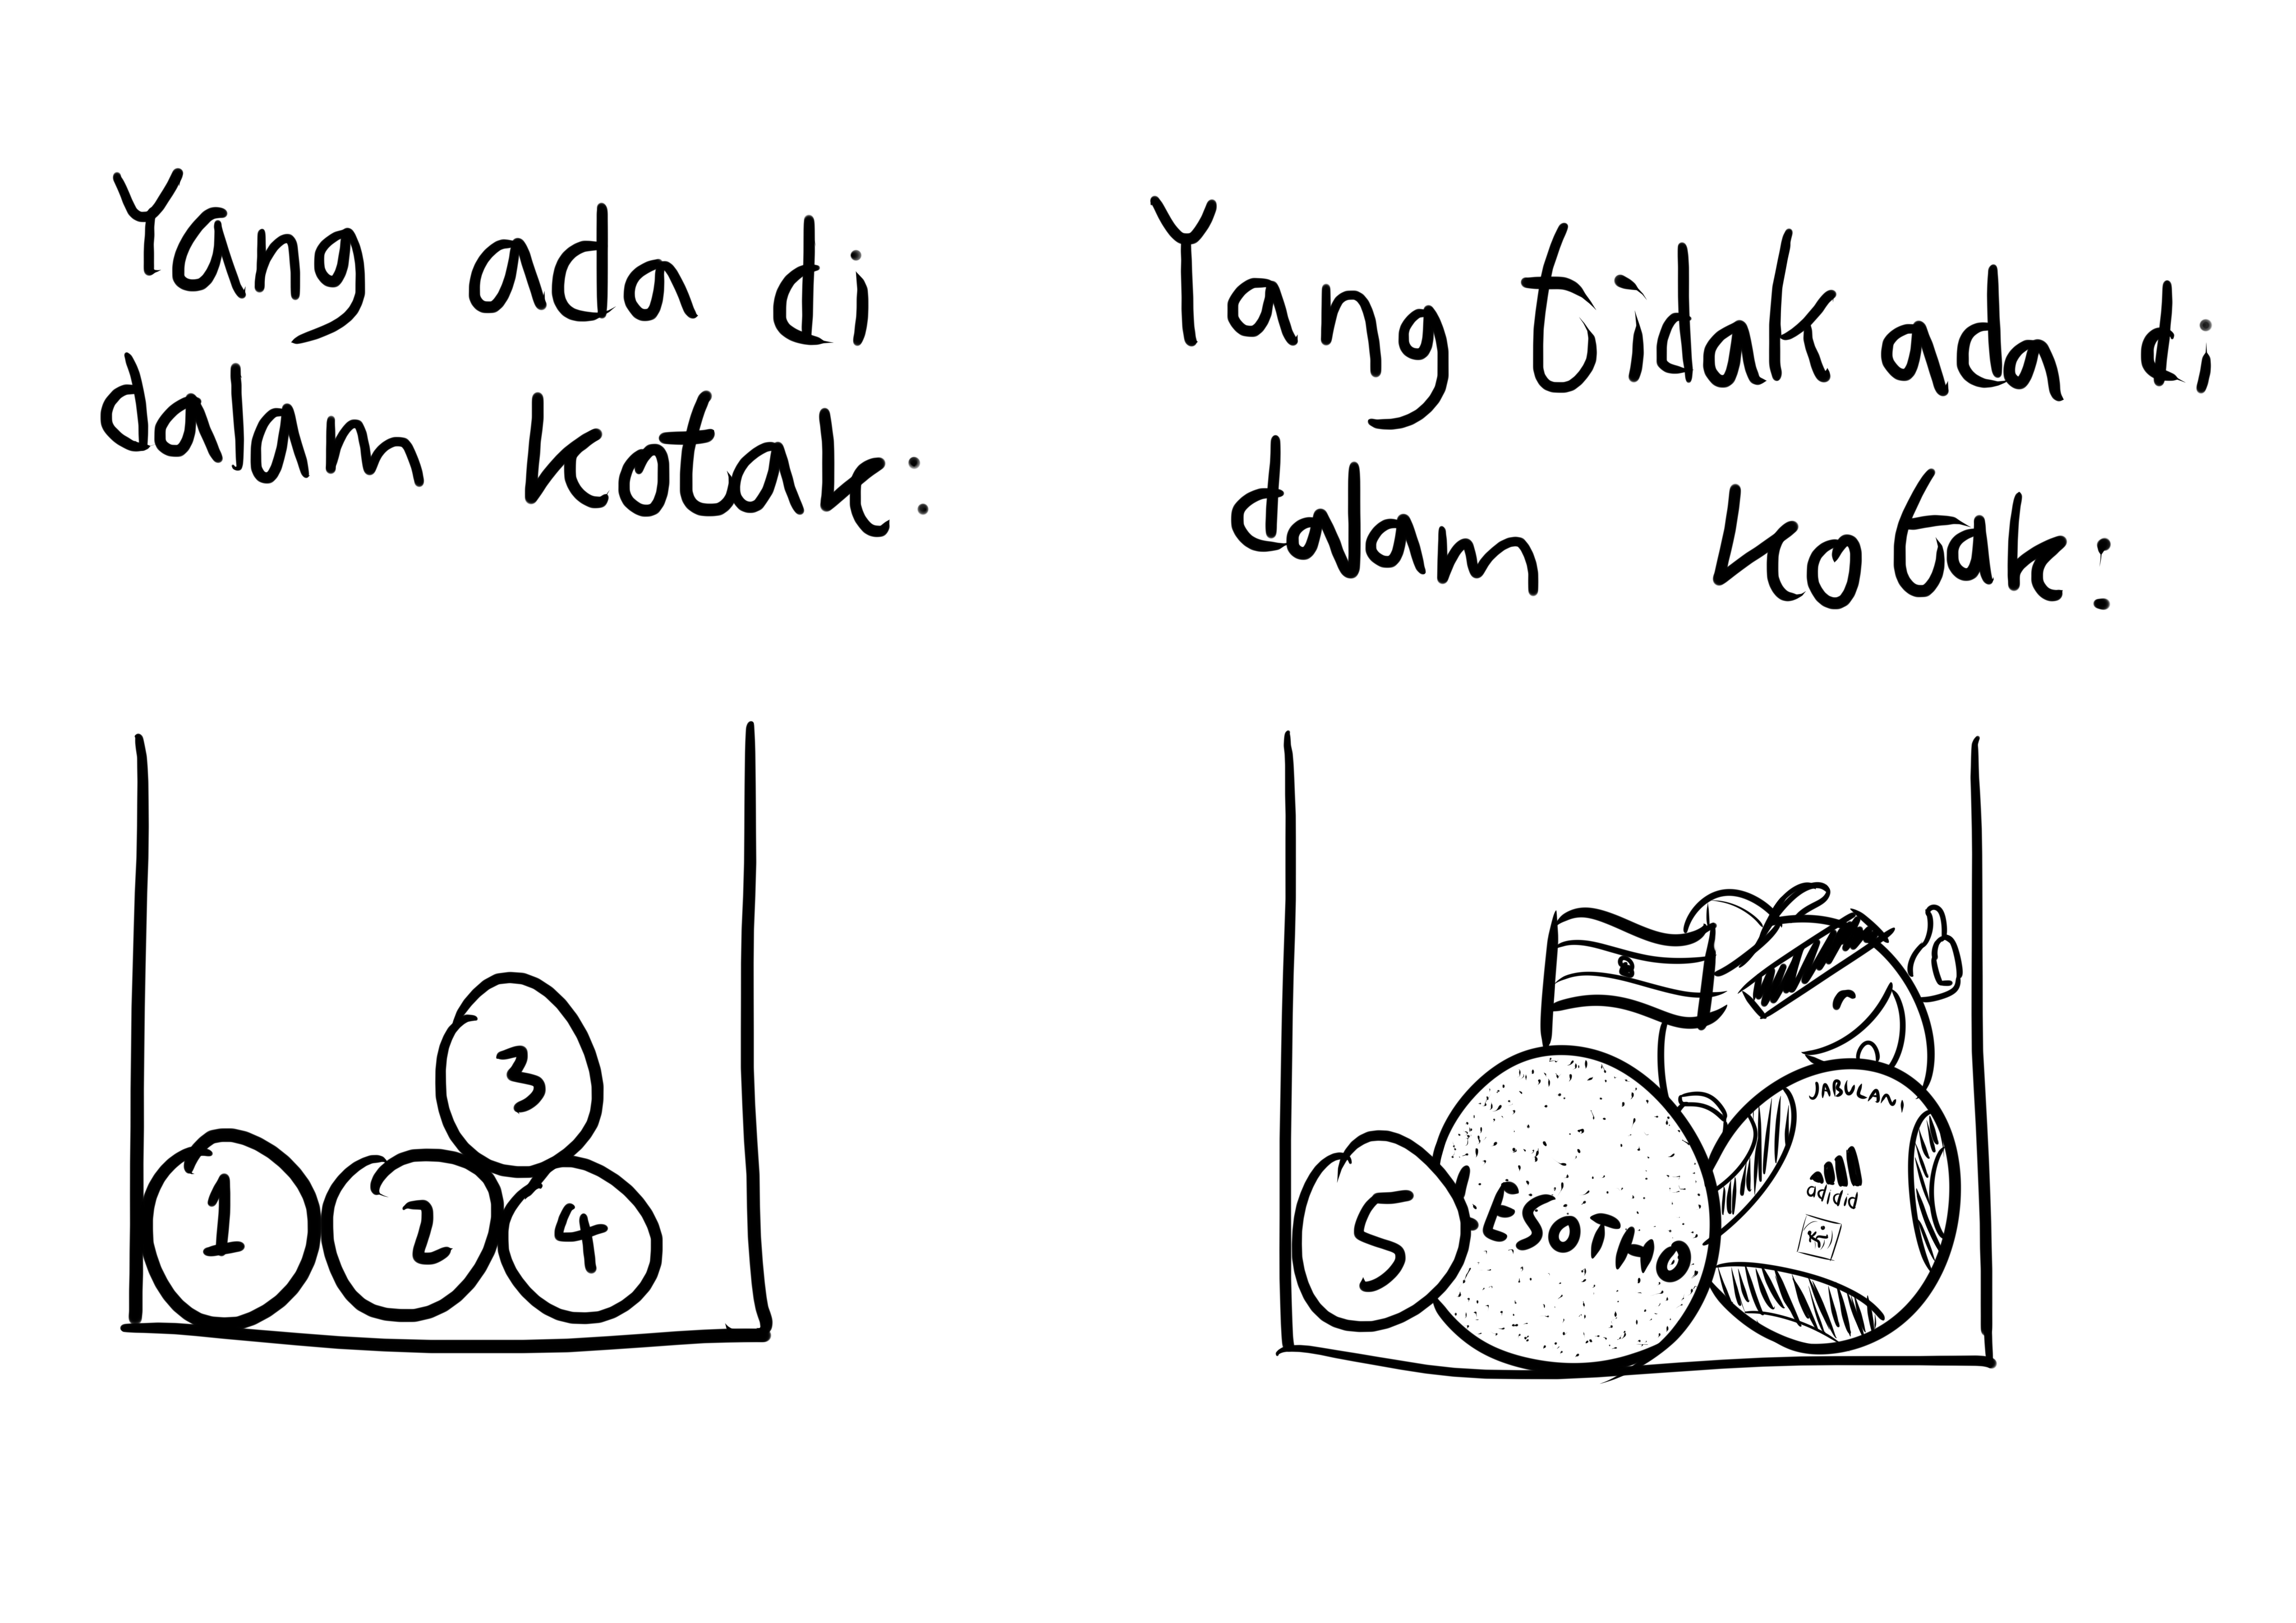 Yang ada di
dalam kotak:
Yang tidak ada di
dalam kotak:
3
1
2
4
5
LESOTHO
JABULANI
adidid